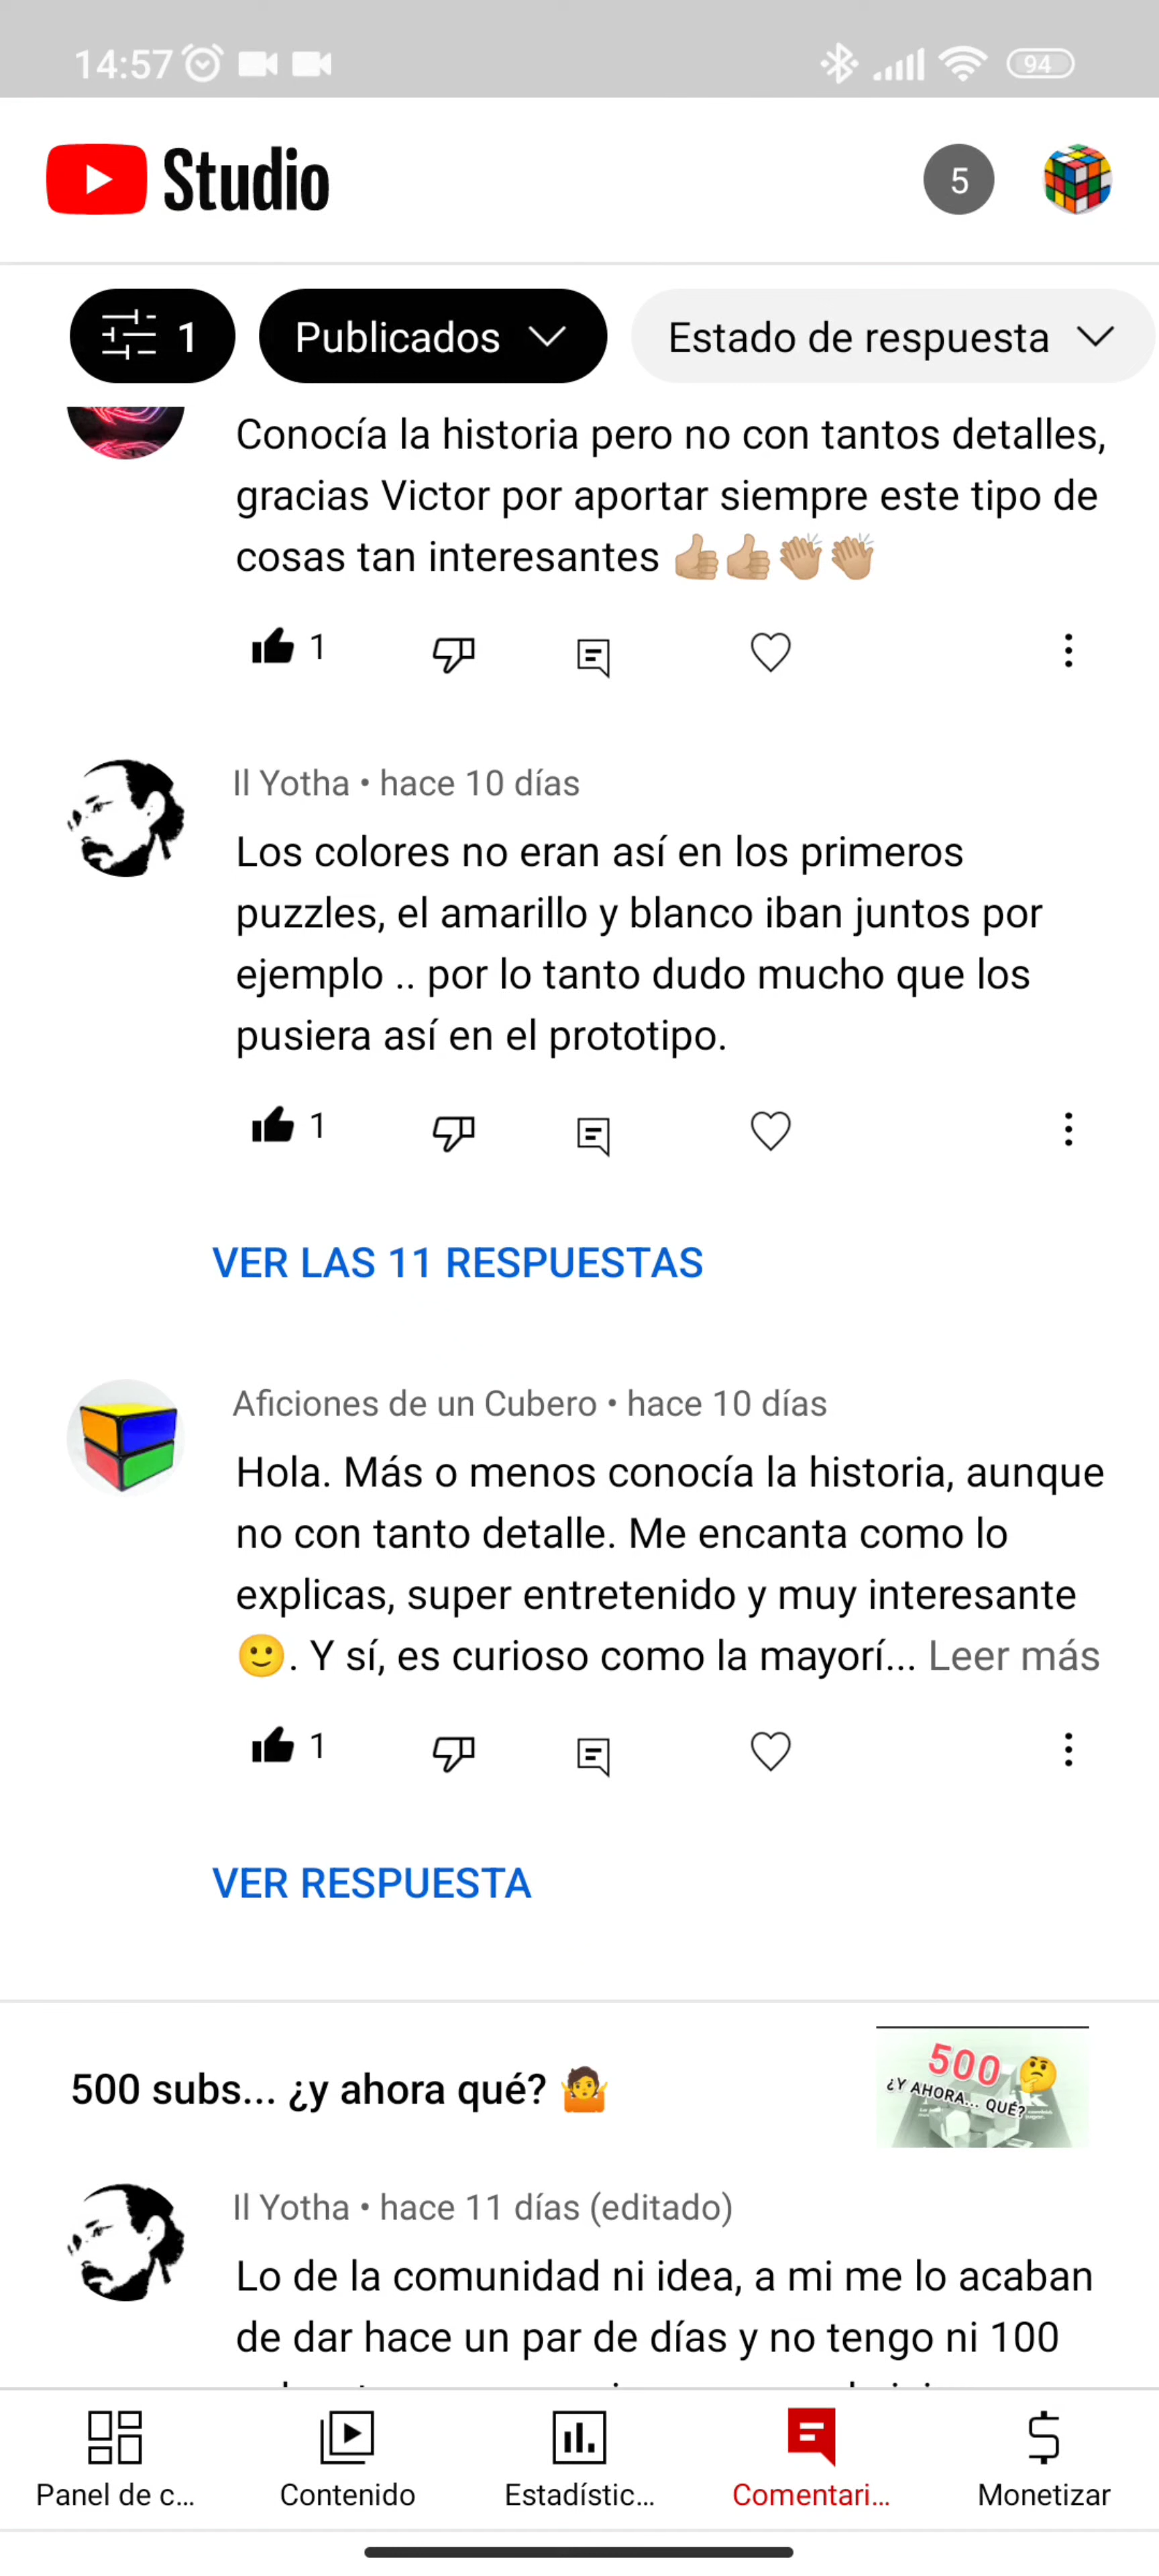 14:57
94
Studio
5
1
Publicados
Estado de respuesta
Conocía la historia pero no con tantos detalles,
gracias Victor por aportar siempre este tipo de
cosas tan interesantes 👍🏼👍🏼👏🏼👏🏼
1
Il Yotha • hace 10 días
Los colores no eran así en los primeros
puzzles, el amarillo y blanco iban juntos por
ejemplo .. por lo tanto dudo mucho que los
pusiera así en el prototipo.
1
VER LAS 11 RESPUESTAS
Aficiones de un Cubero • hace 10 días
Hola. Más o menos conocía la historia, aunque
no con tanto detalle. Me encanta como lo
explicas, super entretenido y muy interesante
🙂. Y sí, es curioso como la mayorí... Leer más
1
VER RESPUESTA
500 subs... ¿y ahora qué? 🤷
500
¿Y AHORA... QUÉ?
Il Yotha • hace 11 días (editado)
Lo de la comunidad ni idea, a mi me lo acaban
de dar hace un par de días y no tengo ni 100
Panel de c...
Contenido
Estadístic...
Comentari...
Monetizar